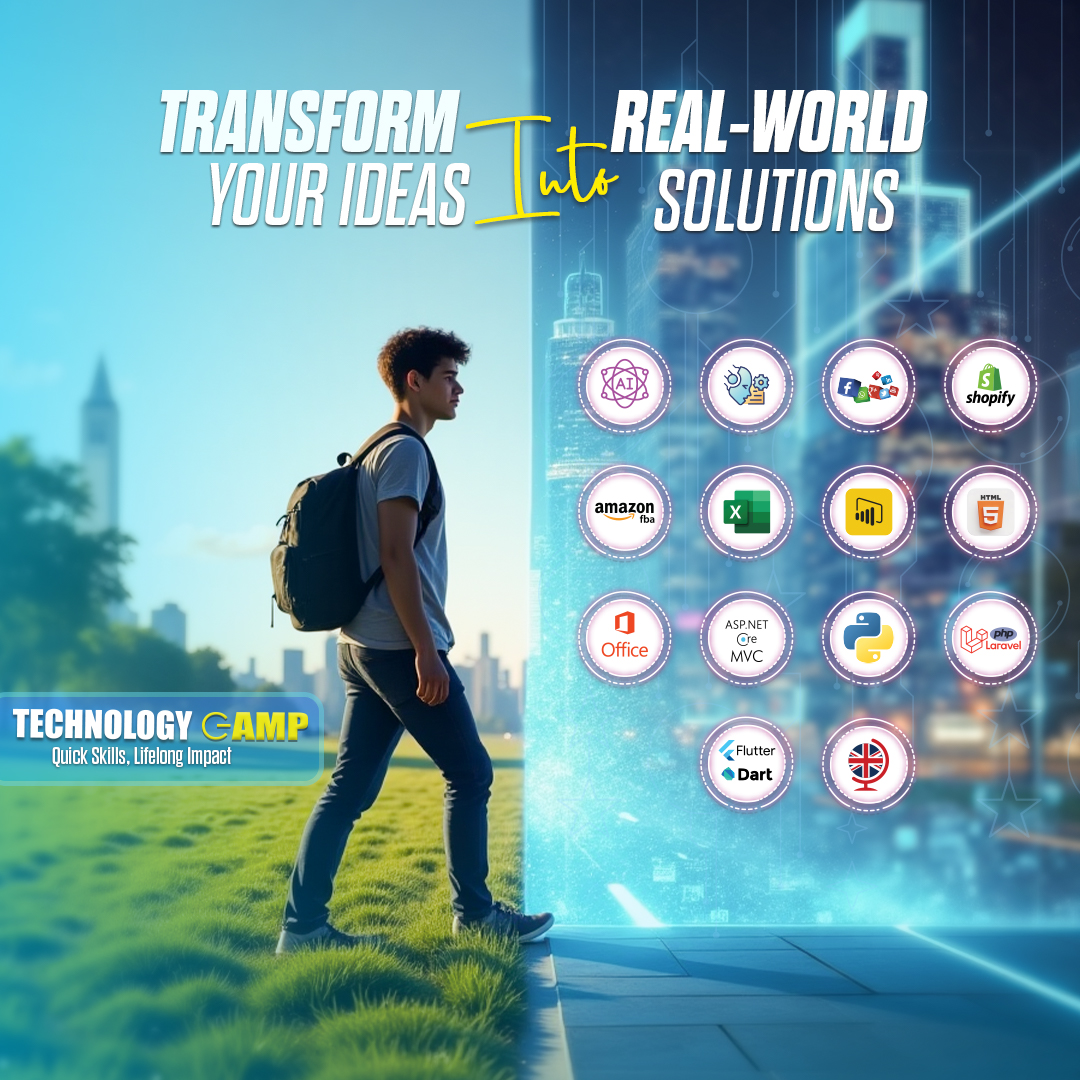 TRANSFORM
YOUR IDEAS
Into
REAL-WORLD
SOLUTIONS
AI
f
S
shopify
amazon
fba
X
HTML
5
Office
ASP.NET
Core
MVC
php
Laravel
TECHNOLOGY CAMP
Quick Skills, Lifelong Impact
Flutter
Dart